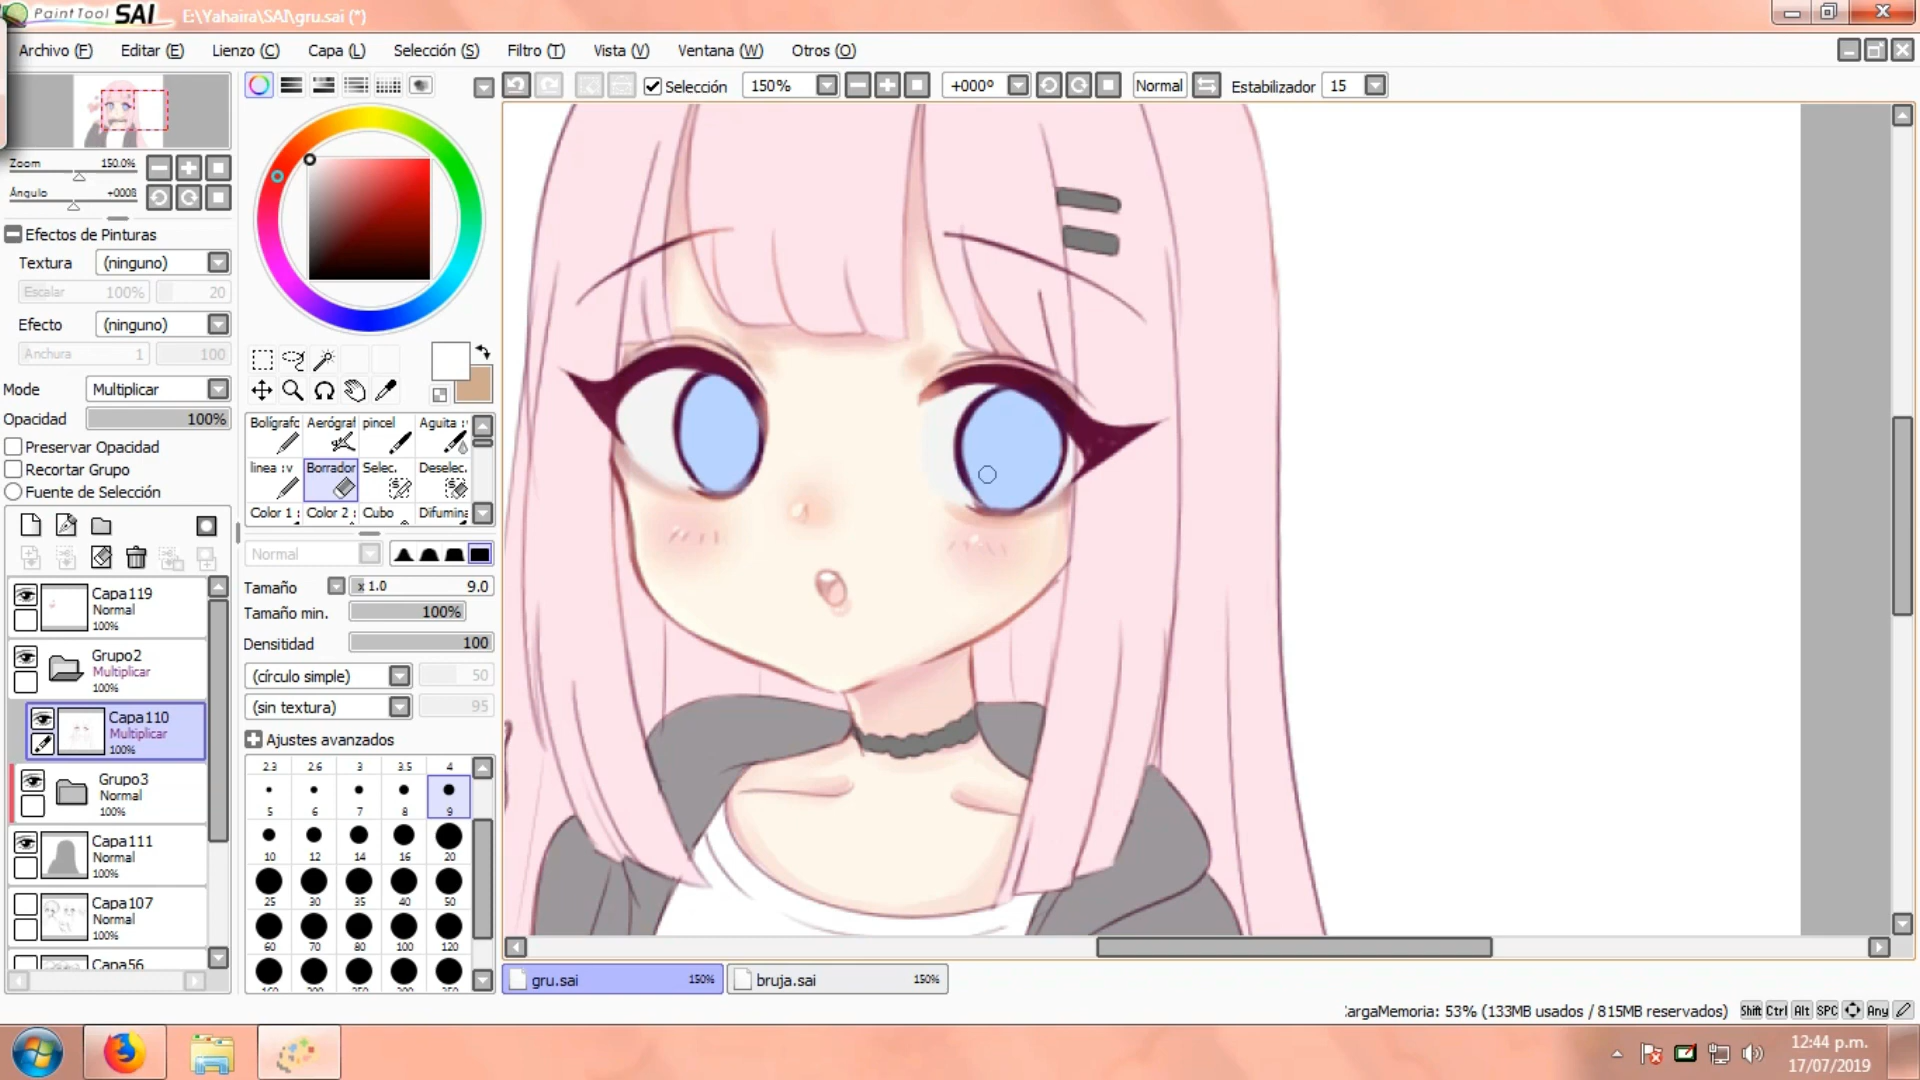 PaintTool SAI E:\Yahaira\SAI\gru.sai (*)
Archivo (F) Editar (E) Lienzo (C) Capa (L) Selección (S) Filtro (T) Vista (V) Ventana (W) Otros (O)
Selección 150% +000º Normal Estabilizador 15
Zoom 150.0%
Ángulo
Efectos de Pinturas
Textura (ninguno)
Escalar 100% 20
Efecto (ninguno)
Anchura 1 100
Mode Multiplicar
Opacidad 100%
Preservar Opacidad
Recortar Grupo
Fuente de Selección
Capa119
Normal
100%
Grupo2
Multiplicar
100%
Capa110
Multiplicar
100%
Grupo3
Normal
100%
Capa111
Normal
100%
Capa107
Normal
100%
Capa56
Bolígrafo Aerógraf pincel Aguita :
linea :v Borrador Selec. Deselec.
Color 1 : Color 2 : Cubo Difumina
Normal
Tamaño x 1.0 9.0
Tamaño min. 100%
Densitidad 100
(círculo simple) 50
(sin textura) 95
Ajustes avanzados
2.3 2.6 3 3.5 4
5 6 7 8 9
10 12 14 16 20
25 30 35 40 50
60 70 80 100 120
gru.sai 150% bruja.sai 150%
argaMemoria: 53% (133MB usados / 815MB reservados) Shift Ctrl Alt SPC Any
12:44 p.m.
17/07/2019